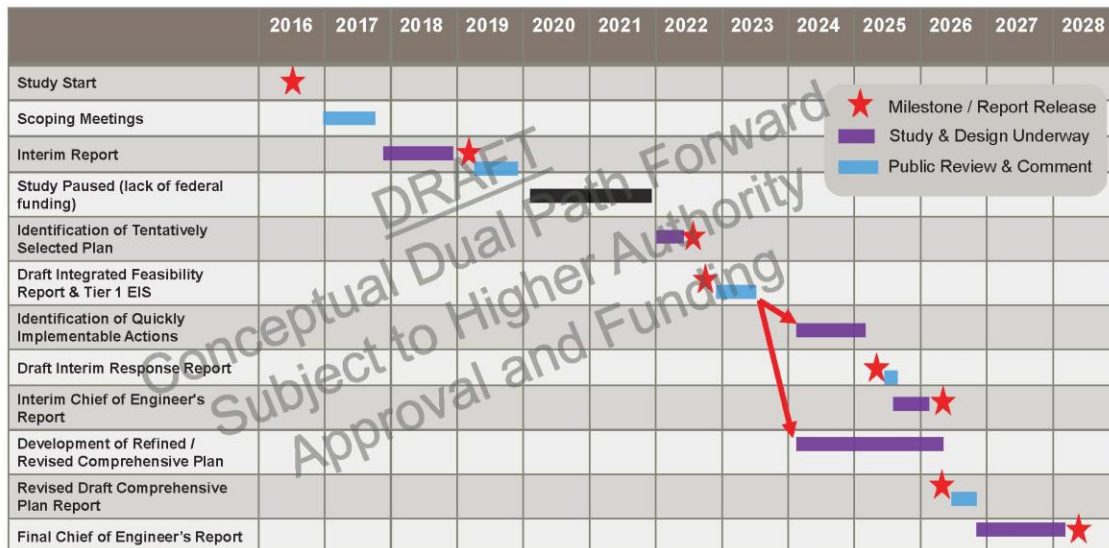 2016 2017 2018 2019 2020 2021 2022 2023 2024 2025 2026 2027 2028
Study Start
Scoping Meetings
Interim Report
Study Paused (lack of federal
funding)
Identification of Tentatively
Selected Plan
Draft Integrated Feasibility
Report & Tier 1 EIS
Identification of Quickly
Implementable Actions
Draft Interim Response Report
Interim Chief of Engineer's
Report
Development of Refined /
Revised Comprehensive Plan
Revised Draft Comprehensive
Plan Report
Final Chief of Engineer's Report
Milestone / Report Release
Study & Design Underway
Public Review & Comment
DRAFT
Conceptual Dual Path Forward
Subject to Higher Authority
Approval and Funding